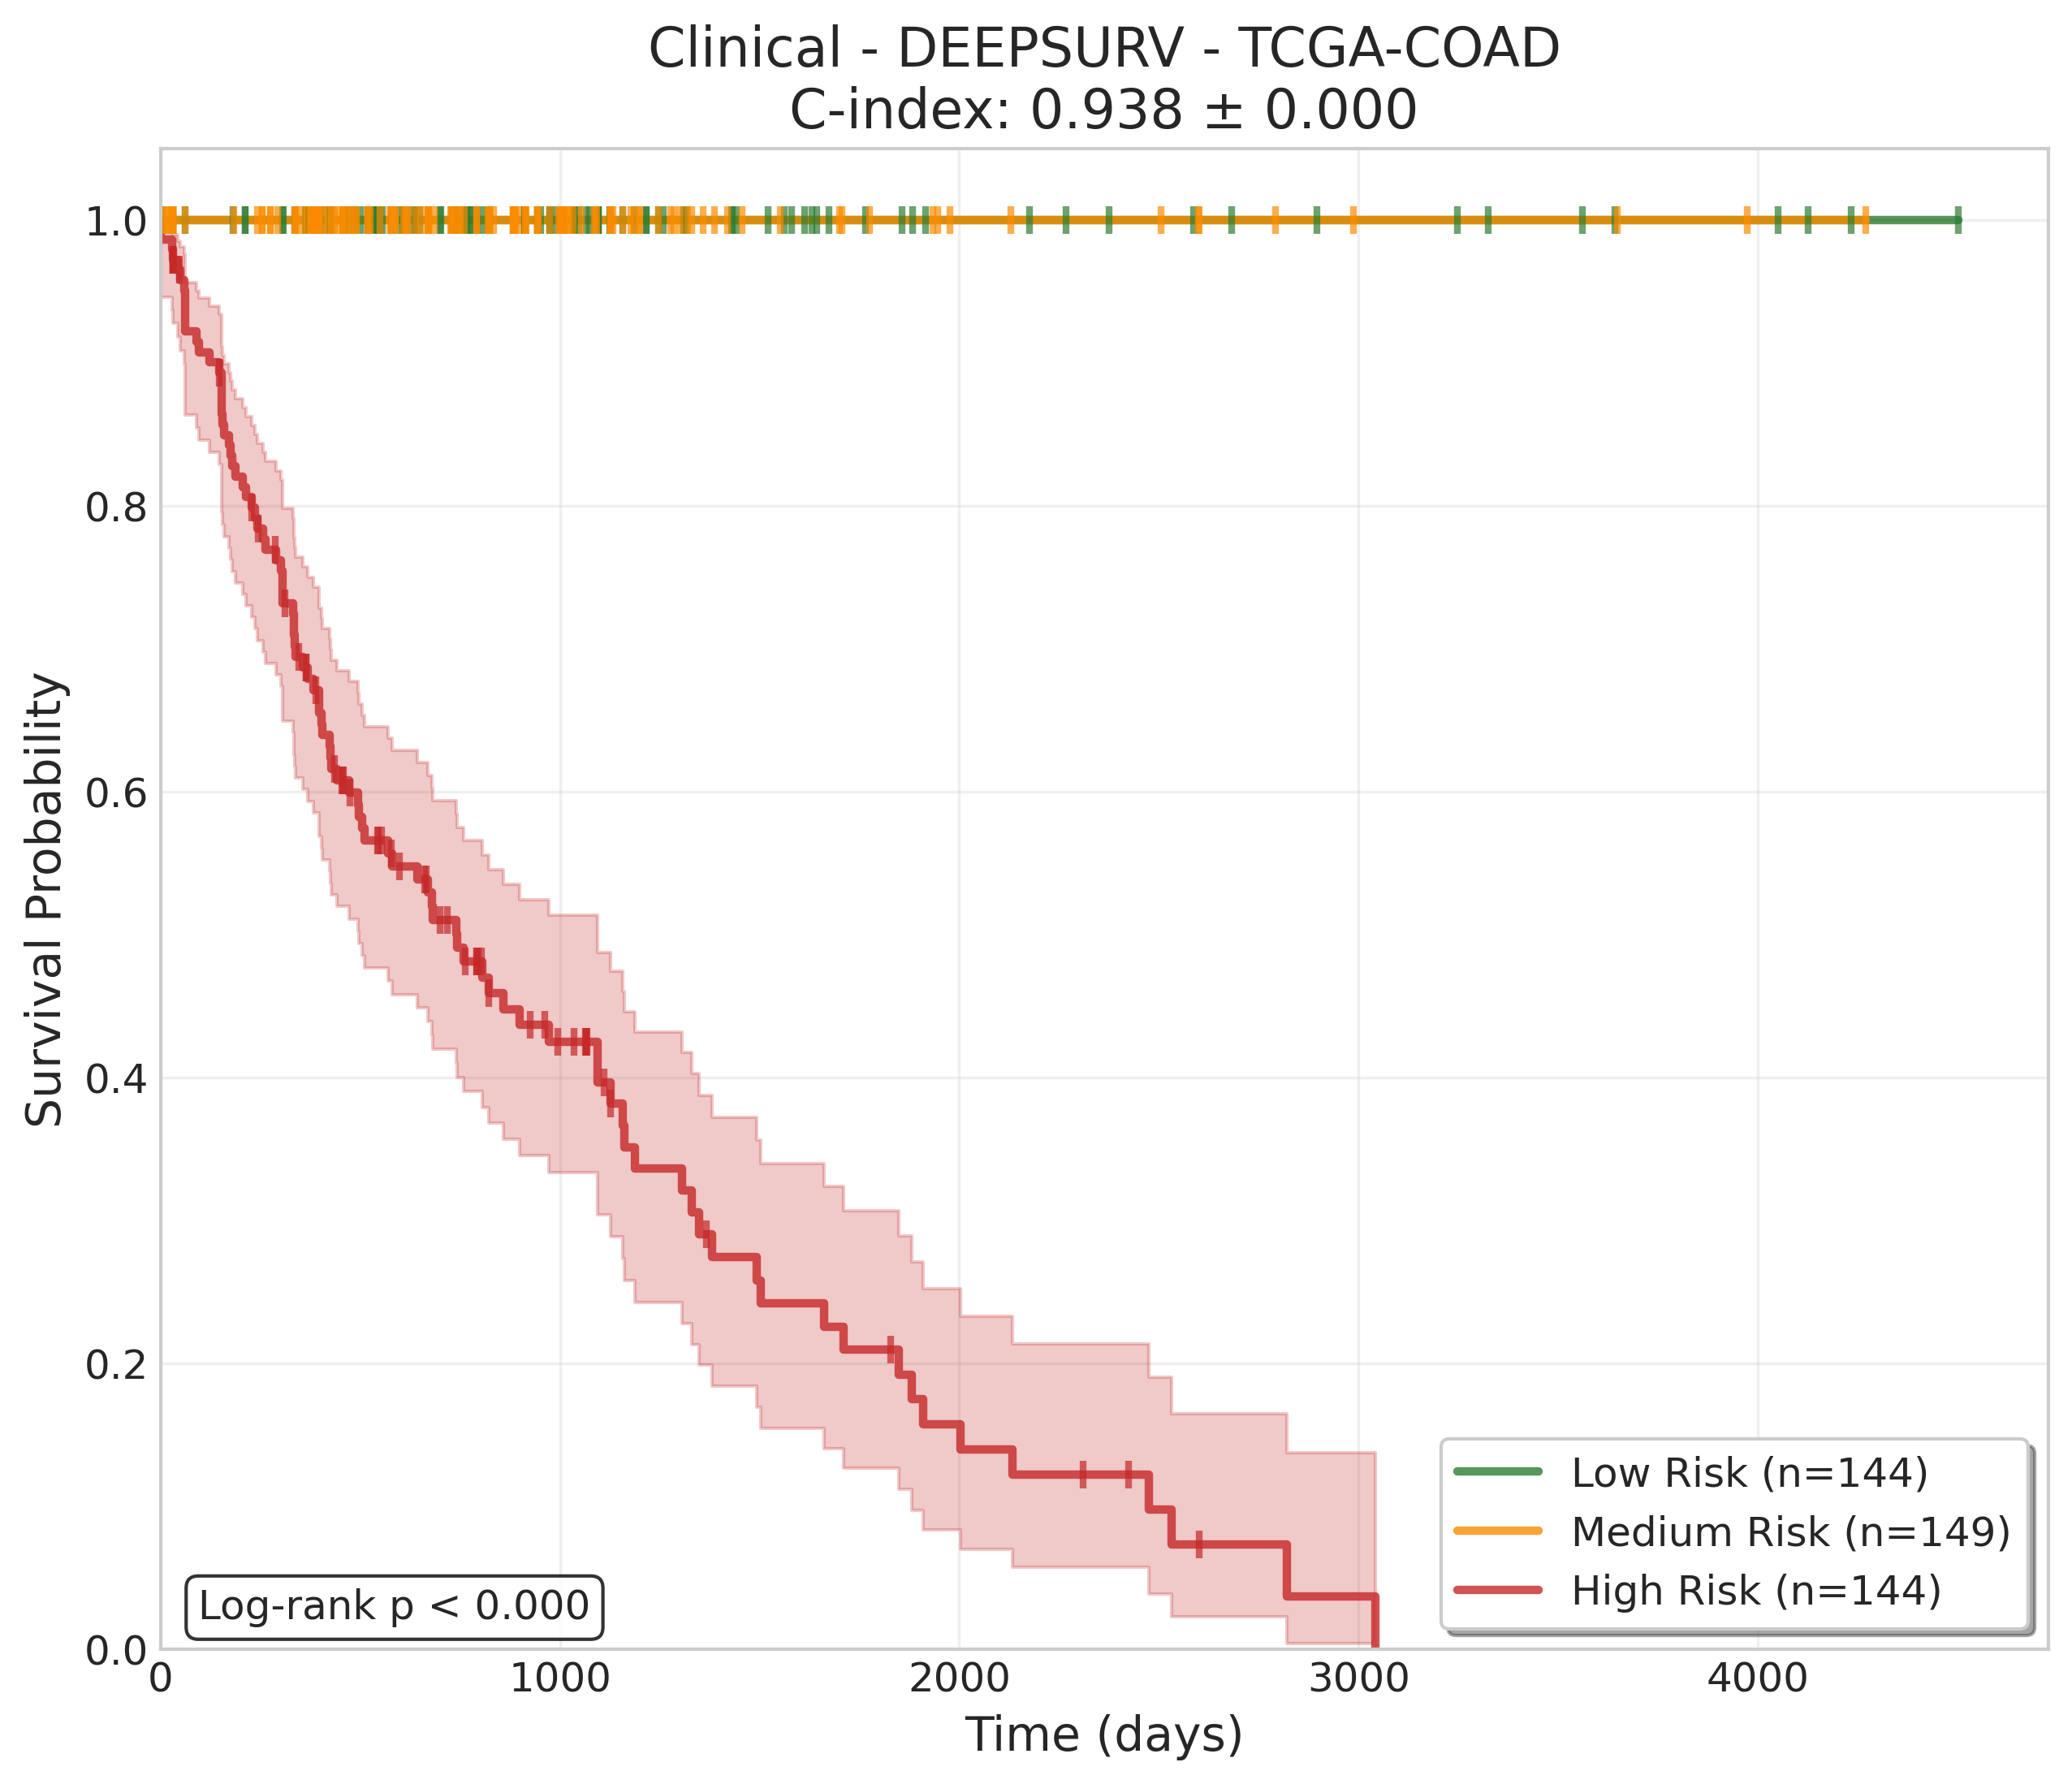 Clinical - DEEPSURV - TCGA-COAD
C-index: 0.938 ± 0.000
Survival Probability
1.0
0.8
0.6
0.4
0.2
0.0
0
1000
2000
3000
4000
Time (days)
Log-rank p < 0.000
Low Risk (n=144)
Medium Risk (n=149)
High Risk (n=144)